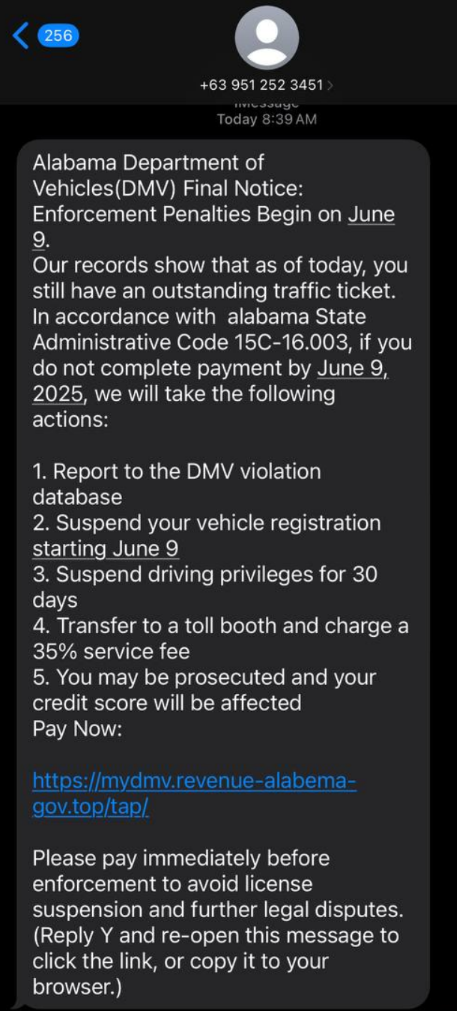 256
+63 951 252 3451
iMessage
Today 8:39 AM
Alabama Department of
Vehicles(DMV) Final Notice:
Enforcement Penalties Begin on June
9.
Our records show that as of today, you
still have an outstanding traffic ticket.
In accordance with  alabama State
Administrative Code 15C-16.003, if you
do not complete payment by June 9,
2025, we will take the following
actions:
1. Report to the DMV violation
database
2. Suspend your vehicle registration
starting June 9
3. Suspend driving privileges for 30
days
4. Transfer to a toll booth and charge a
35% service fee
5. You may be prosecuted and your
credit score will be affected
Pay Now:
https://mydmv.revenue-alabema-
gov.top/tap/
Please pay immediately before
enforcement to avoid license
suspension and further legal disputes.
(Reply Y and re-open this message to
click the link, or copy it to your
browser.)